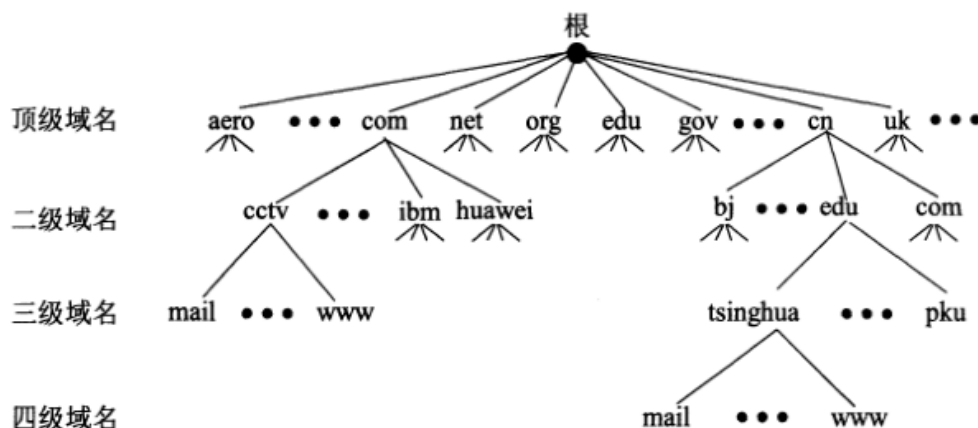 根
顶级域名 aero ••• com net org edu gov ••• cn uk •••
二级域名 cctv ••• ibm huawei bj ••• edu com
三级域名 mail ••• www tsinghua ••• pku
四级域名 mail ••• www